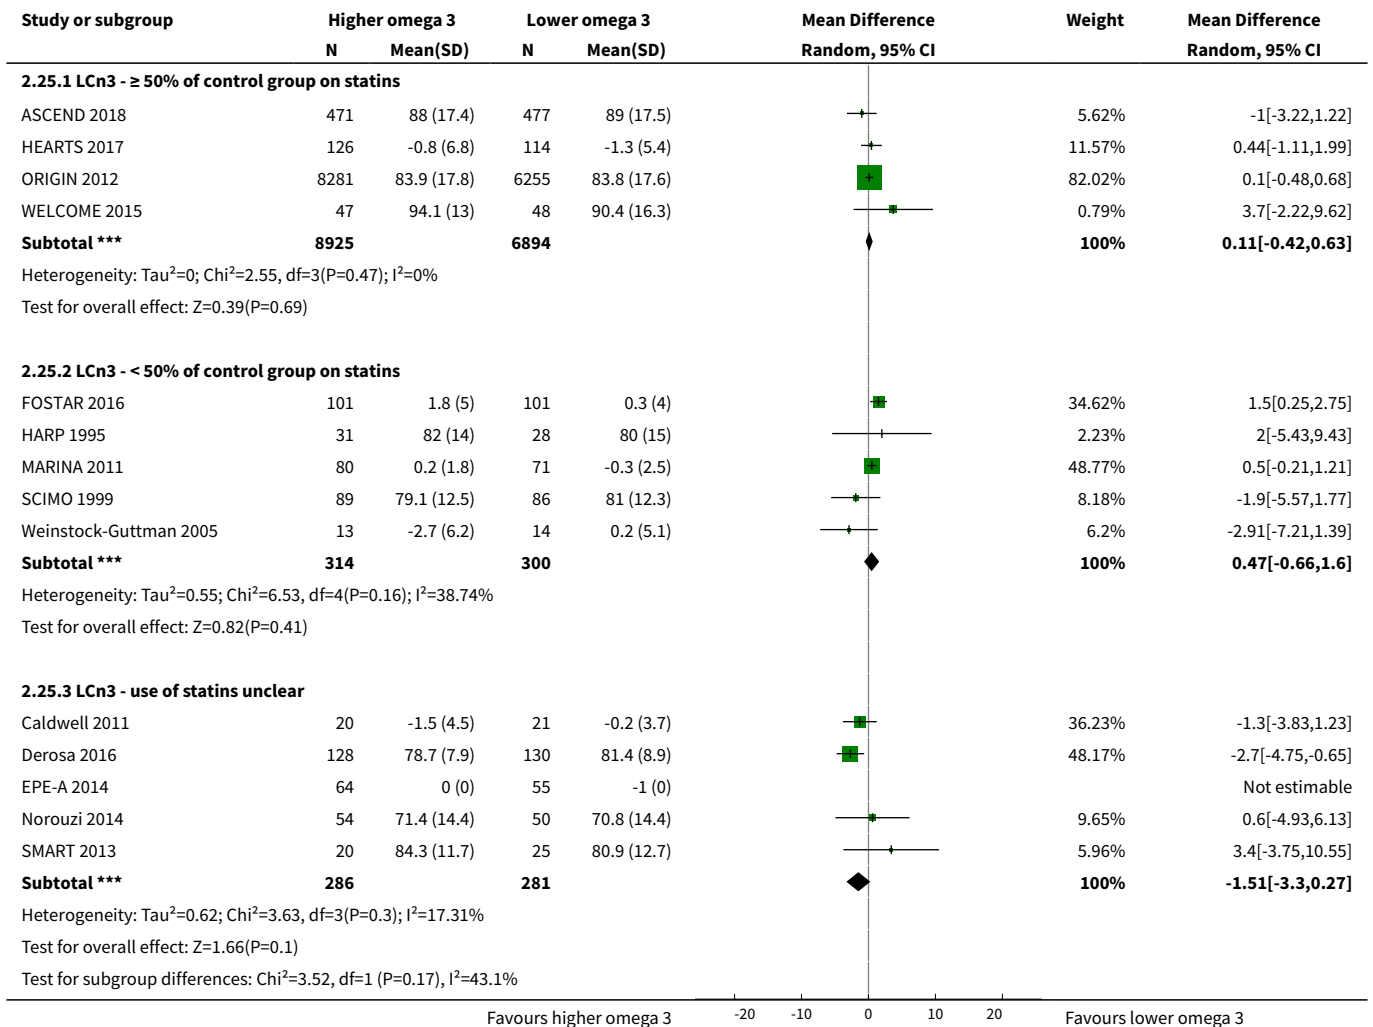 Study or subgroup Higher omega 3 Lower omega 3 Mean Difference Weight Mean Difference
N Mean(SD) N Mean(SD) Random, 95% CI Random, 95% CI
2.25.1 LCn3 - ≥ 50% of control group on statins
ASCEND 2018 471 88 (17.4) 477 89 (17.5) 5.62% -1[-3.22,1.22]
HEARTS 2017 126 -0.8 (6.8) 114 -1.3 (5.4) 11.57% 0.44[-1.11,1.99]
ORIGIN 2012 8281 83.9 (17.8) 6255 83.8 (17.6) 82.02% 0.1[-0.48,0.68]
WELCOME 2015 47 94.1 (13) 48 90.4 (16.3) 0.79% 3.7[-2.22,9.62]
Subtotal *** 8925 6894 100% 0.11[-0.42,0.63]
Heterogeneity: Tau²=0; Chi²=2.55, df=3(P=0.47); I²=0%
Test for overall effect: Z=0.39(P=0.69)
2.25.2 LCn3 - < 50% of control group on statins
FOSTAR 2016 101 1.8 (5) 101 0.3 (4) 34.62% 1.5[0.25,2.75]
HARP 1995 31 82 (14) 28 80 (15) 2.23% 2[-5.43,9.43]
MARINA 2011 80 0.2 (1.8) 71 -0.3 (2.5) 48.77% 0.5[-0.21,1.21]
SCIMO 1999 89 79.1 (12.5) 86 81 (12.3) 8.18% -1.9[-5.57,1.77]
Weinstock-Guttman 2005 13 -2.7 (6.2) 14 0.2 (5.1) 6.2% -2.91[-7.21,1.39]
Subtotal *** 314 300 100% 0.47[-0.66,1.6]
Heterogeneity: Tau²=0.55; Chi²=6.53, df=4(P=0.16); I²=38.74%
Test for overall effect: Z=0.82(P=0.41)
2.25.3 LCn3 - use of statins unclear
Caldwell 2011 20 -1.5 (4.5) 21 -0.2 (3.7) 36.23% -1.3[-3.83,1.23]
Derosa 2016 128 78.7 (7.9) 130 81.4 (8.9) 48.17% -2.7[-4.75,-0.65]
EPE-A 2014 64 0 (0) 55 -1 (0) Not estimable
Norouzi 2014 54 71.4 (14.4) 50 70.8 (14.4) 9.65% 0.6[-4.93,6.13]
SMART 2013 20 84.3 (11.7) 25 80.9 (12.7) 5.96% 3.4[-3.75,10.55]
Subtotal *** 286 281 100% -1.51[-3.3,0.27]
Heterogeneity: Tau²=0.62; Chi²=3.63, df=3(P=0.3); I²=17.31%
Test for overall effect: Z=1.66(P=0.1)
Test for subgroup differences: Chi²=3.52, df=1 (P=0.17), I²=43.1%
Favours higher omega 3 -20 -10 0 10 20 Favours lower omega 3